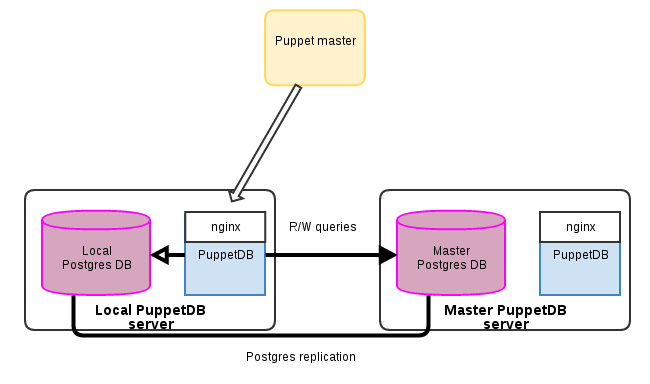 Puppet master
nginx
R/W queries
nginx
Local
Postgres DB
PuppetDB
Master
Postgres DB
PuppetDB
Local PuppetDB
server
Master PuppetDB
server
Postgres replication